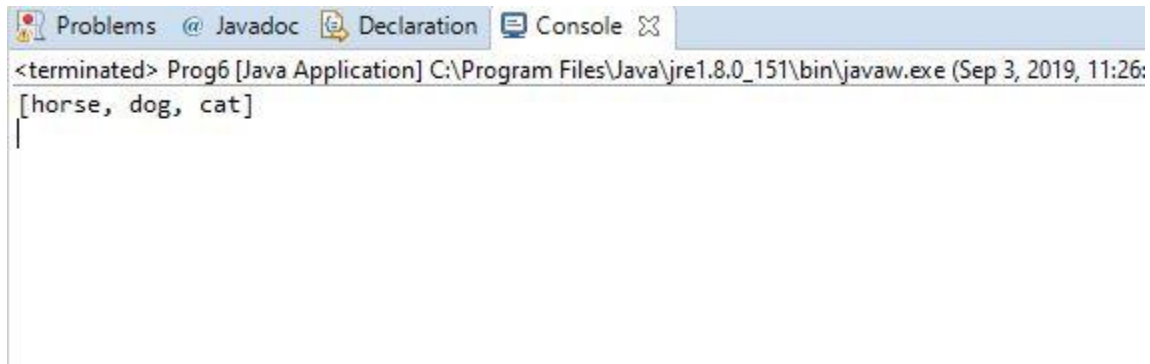 Problems @ Javadoc Declaration Console
<terminated> Prog6 [Java Application] C:\Program Files\Java\jre1.8.0_151\bin\javaw.exe (Sep 3, 2019, 11:26:
[horse, dog, cat]